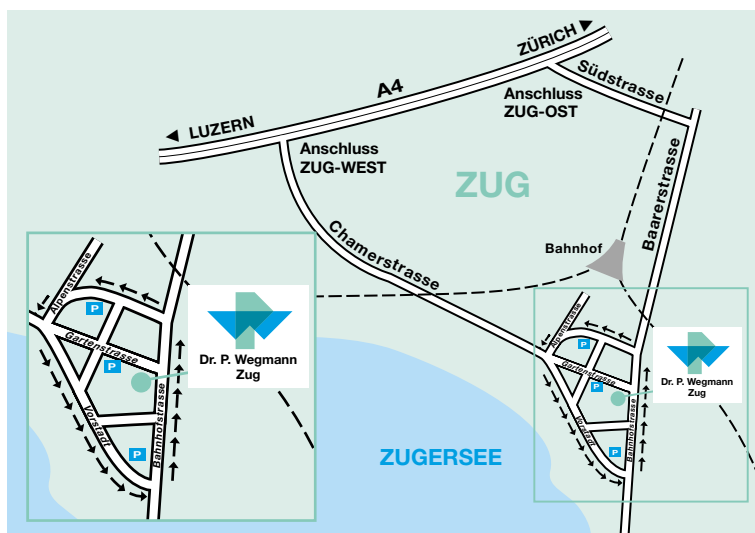 ZÜRICH
Südstrasse
A4
LUZERN
Anschluss
ZUG-OST
Anschluss
ZUG-WEST
ZUG
Baarerstrasse
Chamerstrasse
Bahnhof
Alpenstrasse
P
Gartenstrasse
P
Dr. P. Wegmann
Zug
Vorstadt
Bahnhofstrasse
P
Alpenstrasse
P
Gartenstrasse
P
Dr. P. Wegmann
Zug
Vorstadt
Bahnhofstrasse
P
ZUGERSEE